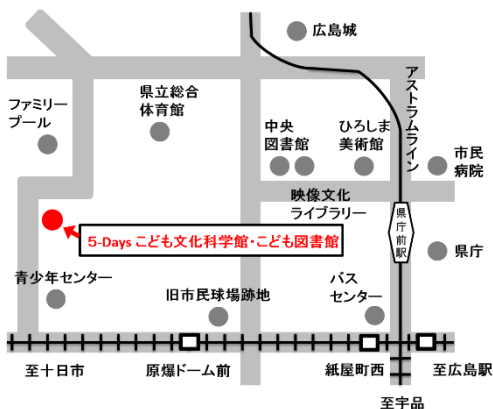 広島城
アストラムライン
ファミリー
プール
県立総合
体育館
中央
図書館
ひろしま
美術館
市民
病院
映像文化
ライブラリー
県庁前駅
5-Days こども文化科学館・こども図書館
県庁
青少年センター
旧市民球場跡地
バス
センター
至十日市
原爆ドーム前
紙屋町西
至広島駅
至宇品